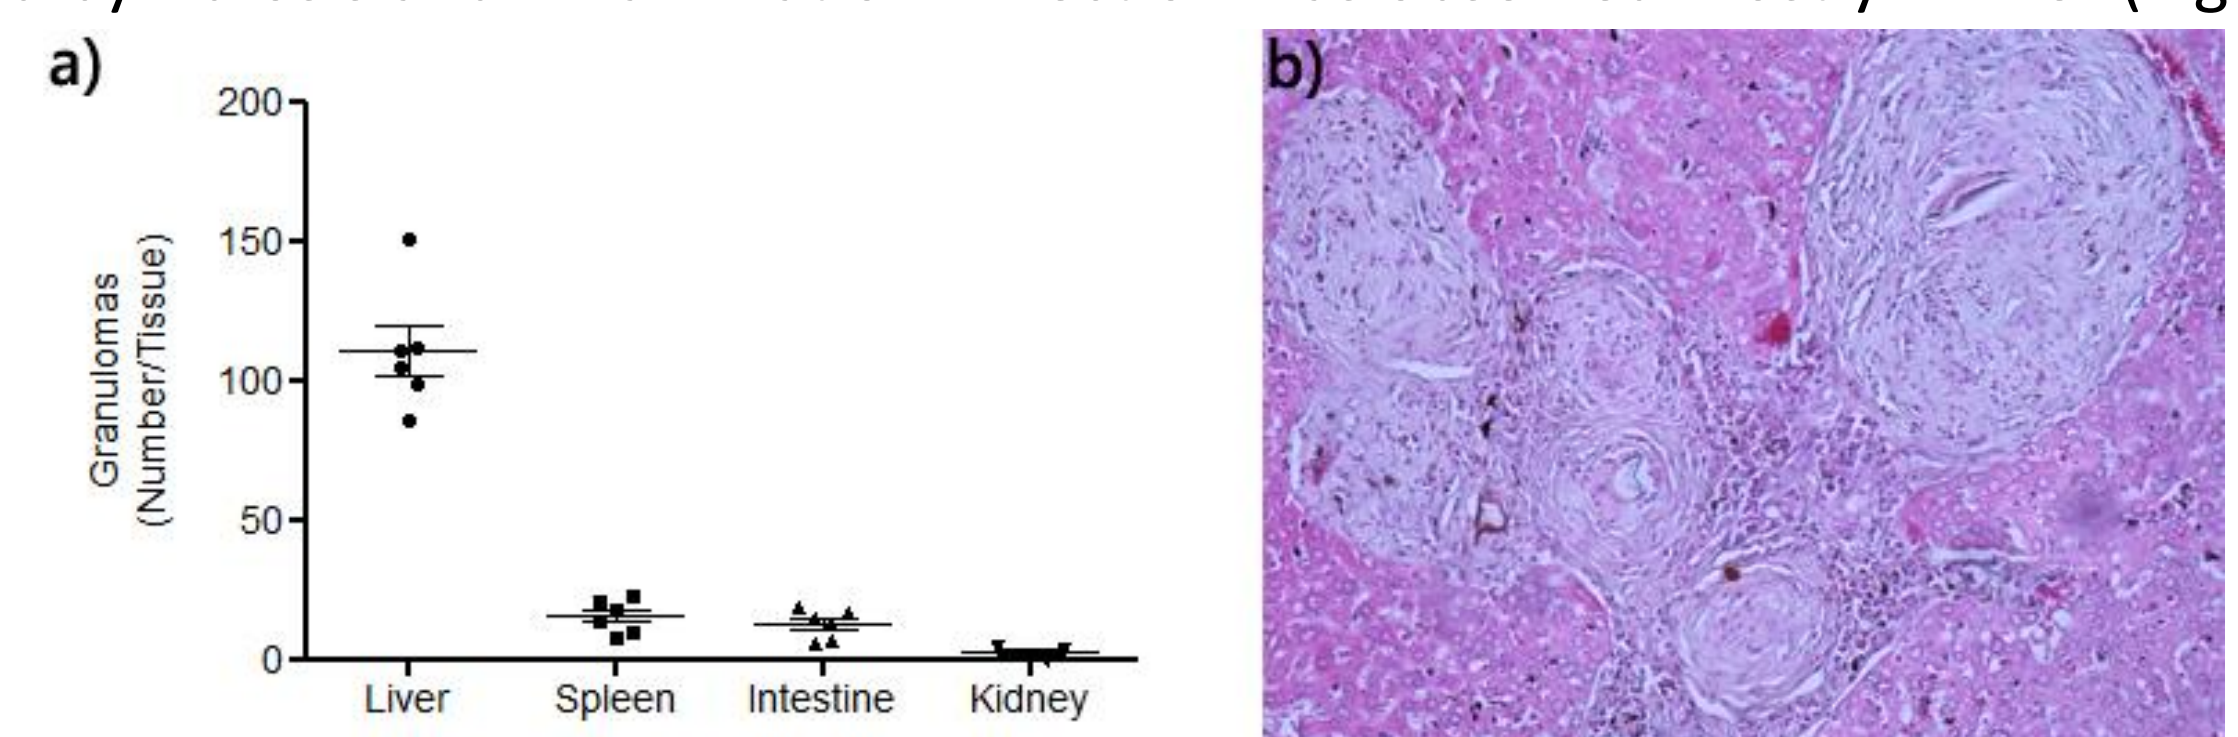 a)
200
150
100
50
0
Granulomas
(Number/Tissue)
Liver Spleen Intestine Kidney
b)